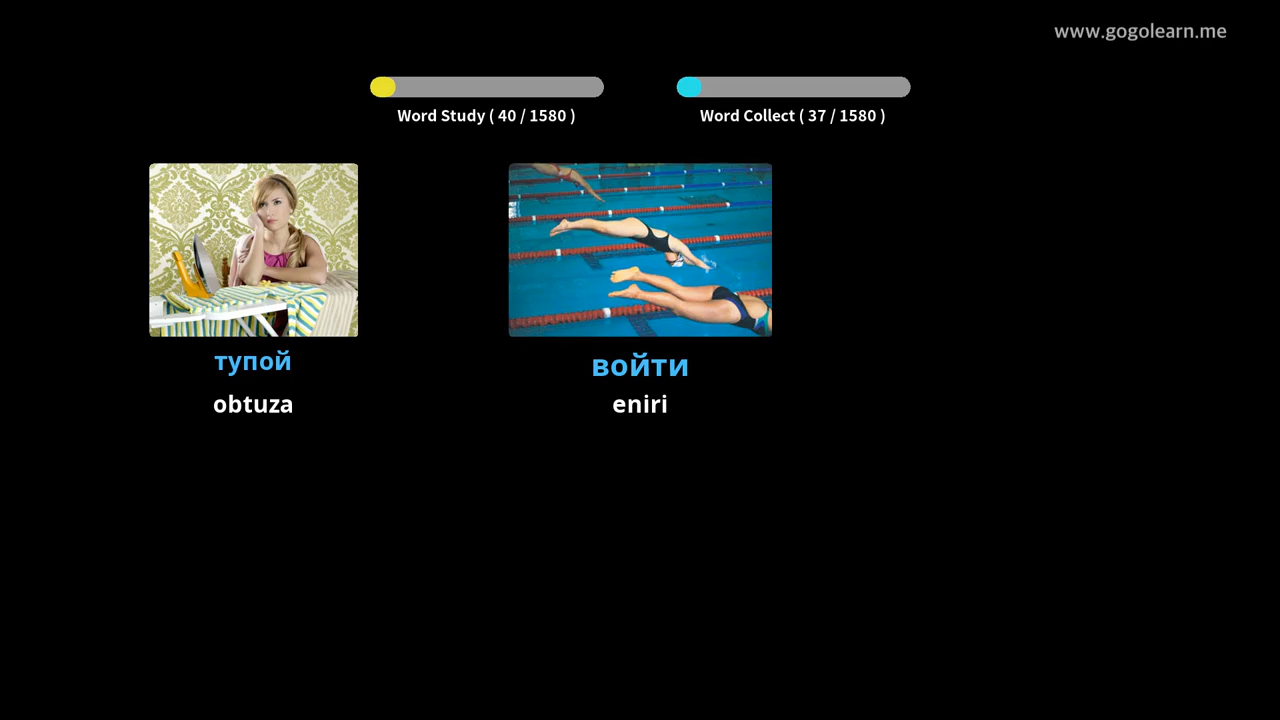 www.gogolearn.me
Word Study ( 40 / 1580 )
Word Collect ( 37 / 1580 )
тупой
obtuza
войти
eniri